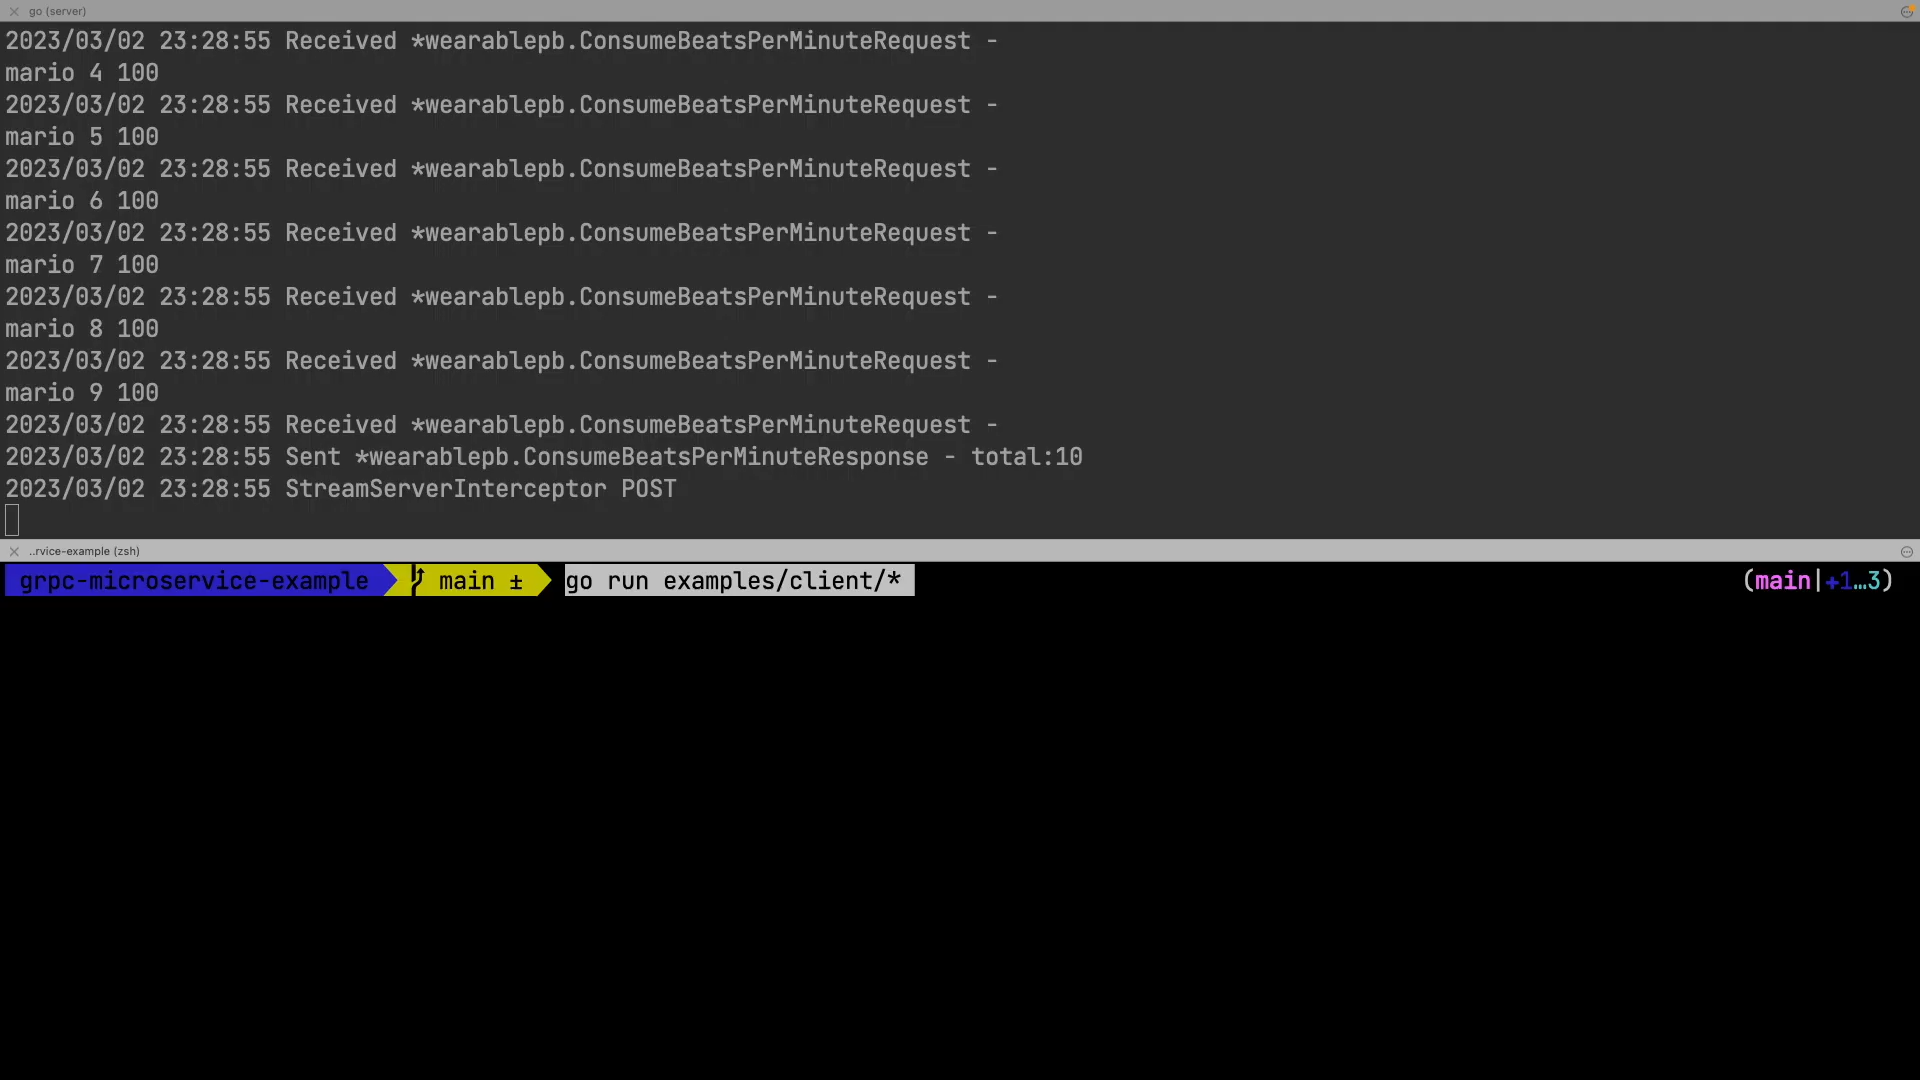 go (server)
2023/03/02 23:28:55 Received *wearablepb.ConsumeBeatsPerMinuteRequest -
mario 4 100
2023/03/02 23:28:55 Received *wearablepb.ConsumeBeatsPerMinuteRequest -
mario 5 100
2023/03/02 23:28:55 Received *wearablepb.ConsumeBeatsPerMinuteRequest -
mario 6 100
2023/03/02 23:28:55 Received *wearablepb.ConsumeBeatsPerMinuteRequest -
mario 7 100
2023/03/02 23:28:55 Received *wearablepb.ConsumeBeatsPerMinuteRequest -
mario 8 100
2023/03/02 23:28:55 Received *wearablepb.ConsumeBeatsPerMinuteRequest -
mario 9 100
2023/03/02 23:28:55 Received *wearablepb.ConsumeBeatsPerMinuteRequest -
2023/03/02 23:28:55 Sent *wearablepb.ConsumeBeatsPerMinuteResponse - total:10
2023/03/02 23:28:55 StreamServerInterceptor POST
..rvice-example (zsh)
grpc-microservice-example main ± go run examples/client/* (main|+1…3)